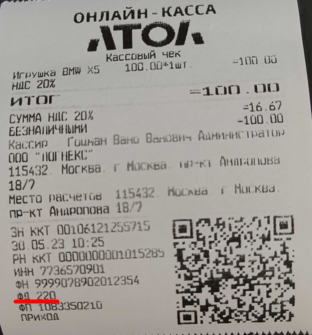 ОНЛАЙН-КАССА
АТОЛ
Кассовый чек
Игрушка BMW X5 100.00*1шт. =100.00
НДС 20%
ИТОГ =100.00
СУММА НДС 20% =16.67
БЕЗНАЛИЧНЫМИ =100.00
Кассир Гоцман Вано Ванович Администратор
ООО "ЛОГНЕКС"
115432. Москва. г Москва. пр-кт Андропова
18/7
Место расчетов 115432. Москва. г Москва.
пр-кт Андропова 18/7
ЗН ККТ 00106121255715
30.05.23 10:25
РН ККТ 0000000001015285
ИНН 7736570901
ФН 9999078902012354
ФД 220
ФП 1083350210
ПРИХОД